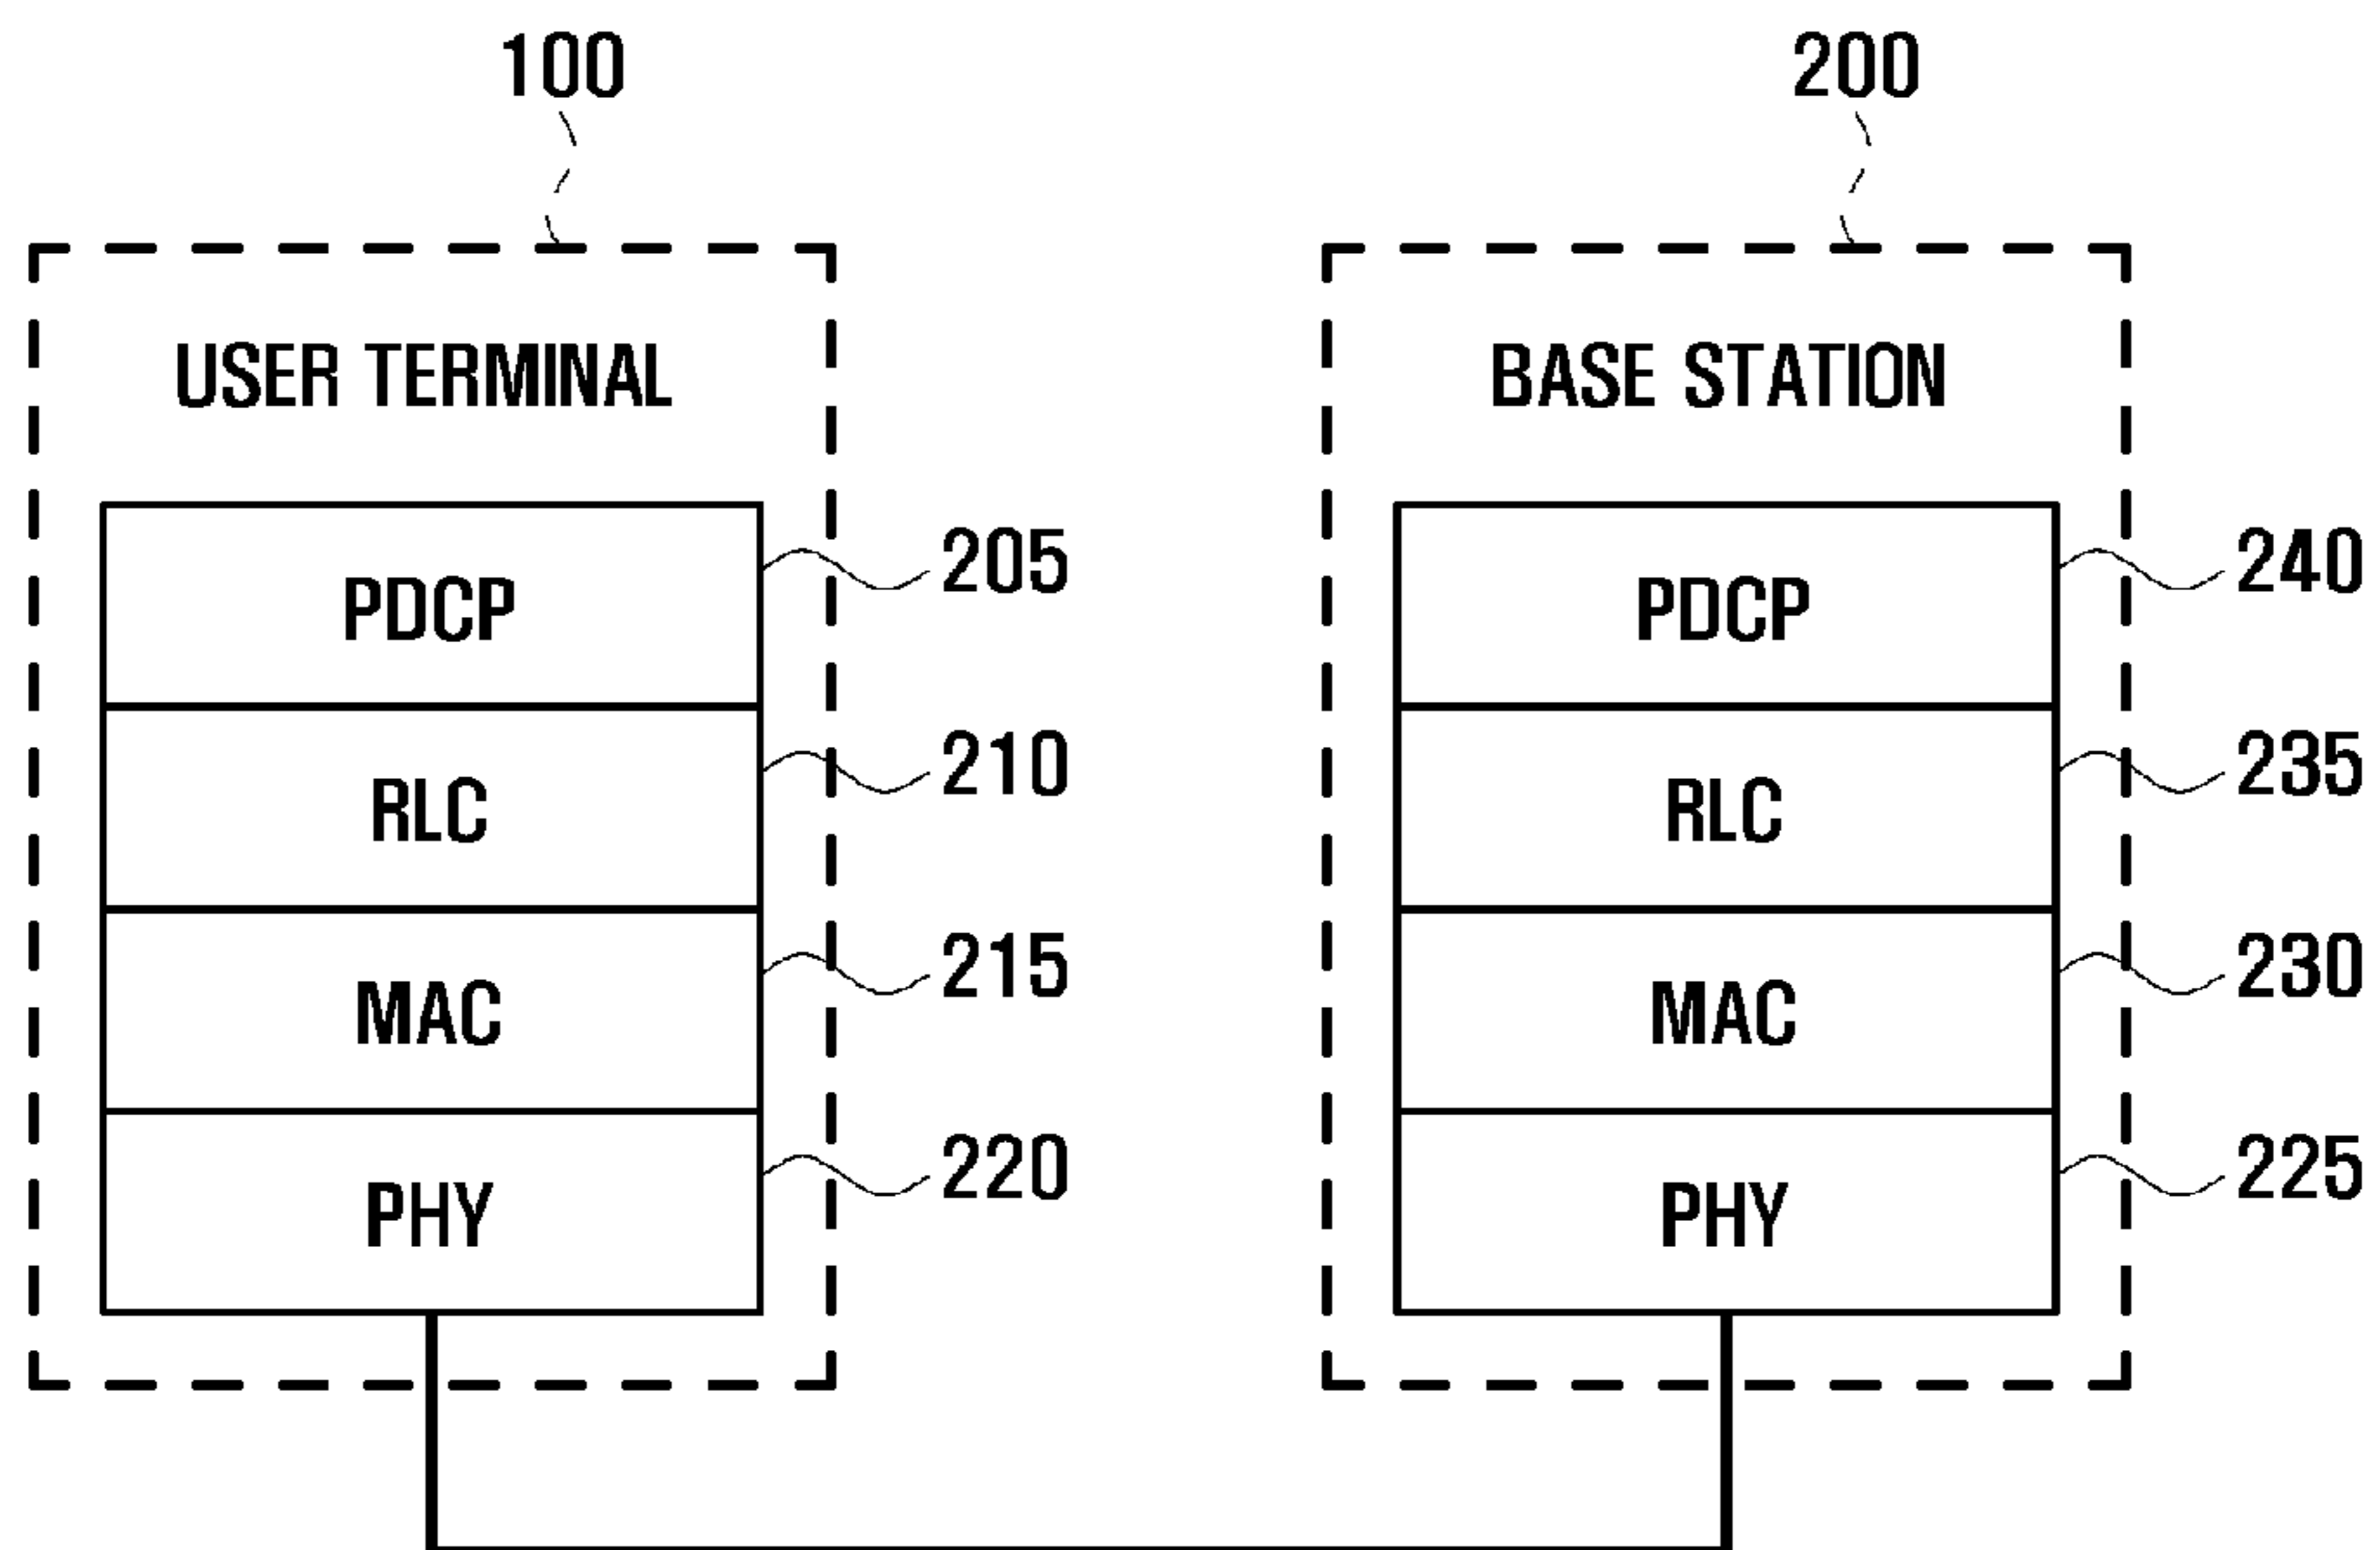 100
200
USER TERMINAL
BASE STATION
PDCP
205
PDCP
240
RLC
210
RLC
235
MAC
215
MAC
230
PHY
220
PHY
225